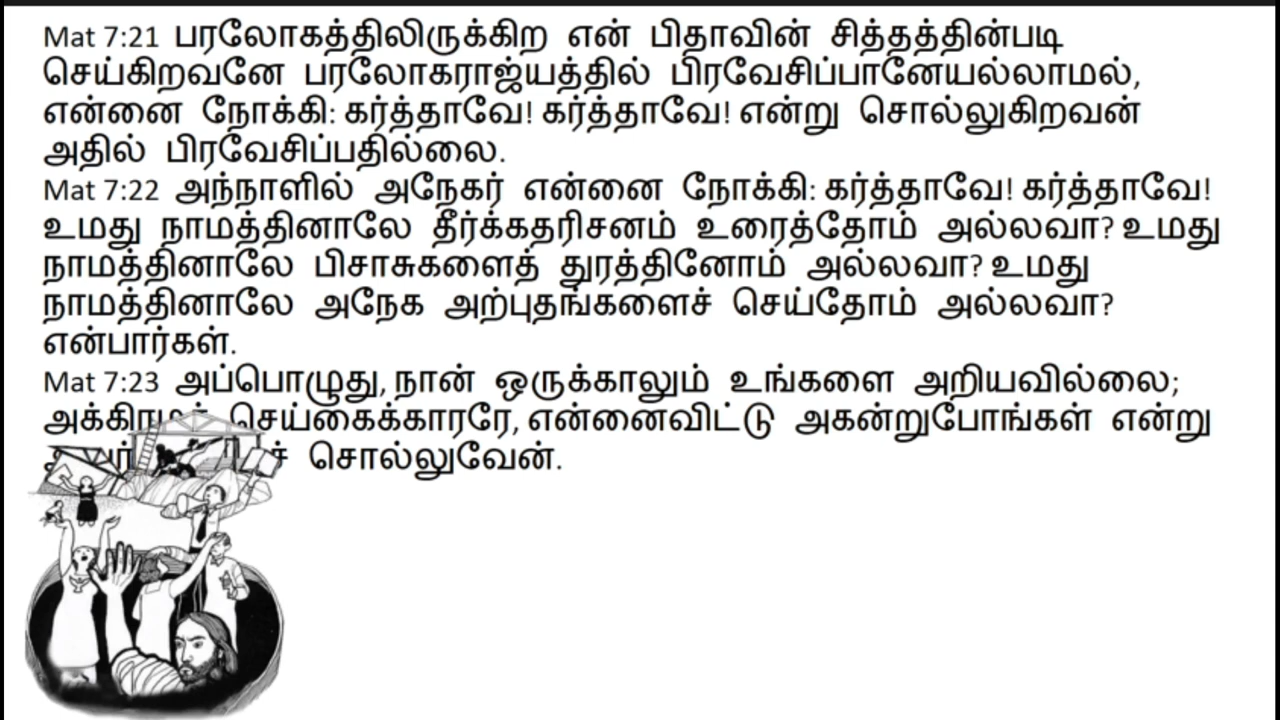 Mat 7:21 பரலோகத்திலிருக்கிற என் பிதாவின் சித்தத்தின்படி
செய்கிறவனே பரலோகராஜ்யத்தில் பிரவேசிப்பானேயல்லாமல்,
என்னை நோக்கி: கர்த்தாவே! கர்த்தாவே! என்று சொல்லுகிறவன்
அதில் பிரவேசிப்பதில்லை.
Mat 7:22 அந்நாளில் அநேகர் என்னை நோக்கி: கர்த்தாவே! கர்த்தாவே!
உமது நாமத்தினாலே தீர்க்கதரிசனம் உரைத்தோம் அல்லவா? உமது
நாமத்தினாலே பிசாசுகளைத் துரத்தினோம் அல்லவா? உமது
நாமத்தினாலே அநேக அற்புதங்களைச் செய்தோம் அல்லவா?
என்பார்கள்.
Mat 7:23 அப்பொழுது, நான் ஒருக்காலும் உங்களை அறியவில்லை;
செய்கைக்காரரே, என்னைவிட்டு அகன்றுபோங்கள் என்று
சொல்லுவேன்.